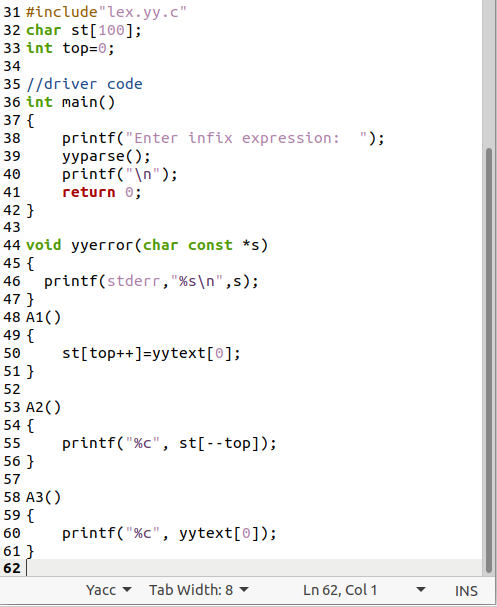 31 #include"lex.yy.c"
32 char st[100];
33 int top=0;
34
35 //driver code
36 int main()
37 {
38     printf("Enter infix expression:  ");
39     yyparse();
40     printf("\n");
41     return 0;
42 }
43
44 void yyerror(char const *s)
45 {
46   printf(stderr,"%s\n",s);
47 }
48 A1()
49 {
50     st[top++]=yytext[0];
51 }
52
53 A2()
54 {
55     printf("%c", st[--top]);
56 }
57
58 A3()
59 {
60     printf("%c", yytext[0]);
61 }
62
Yacc Tab Width: 8 Ln 62, Col 1 INS